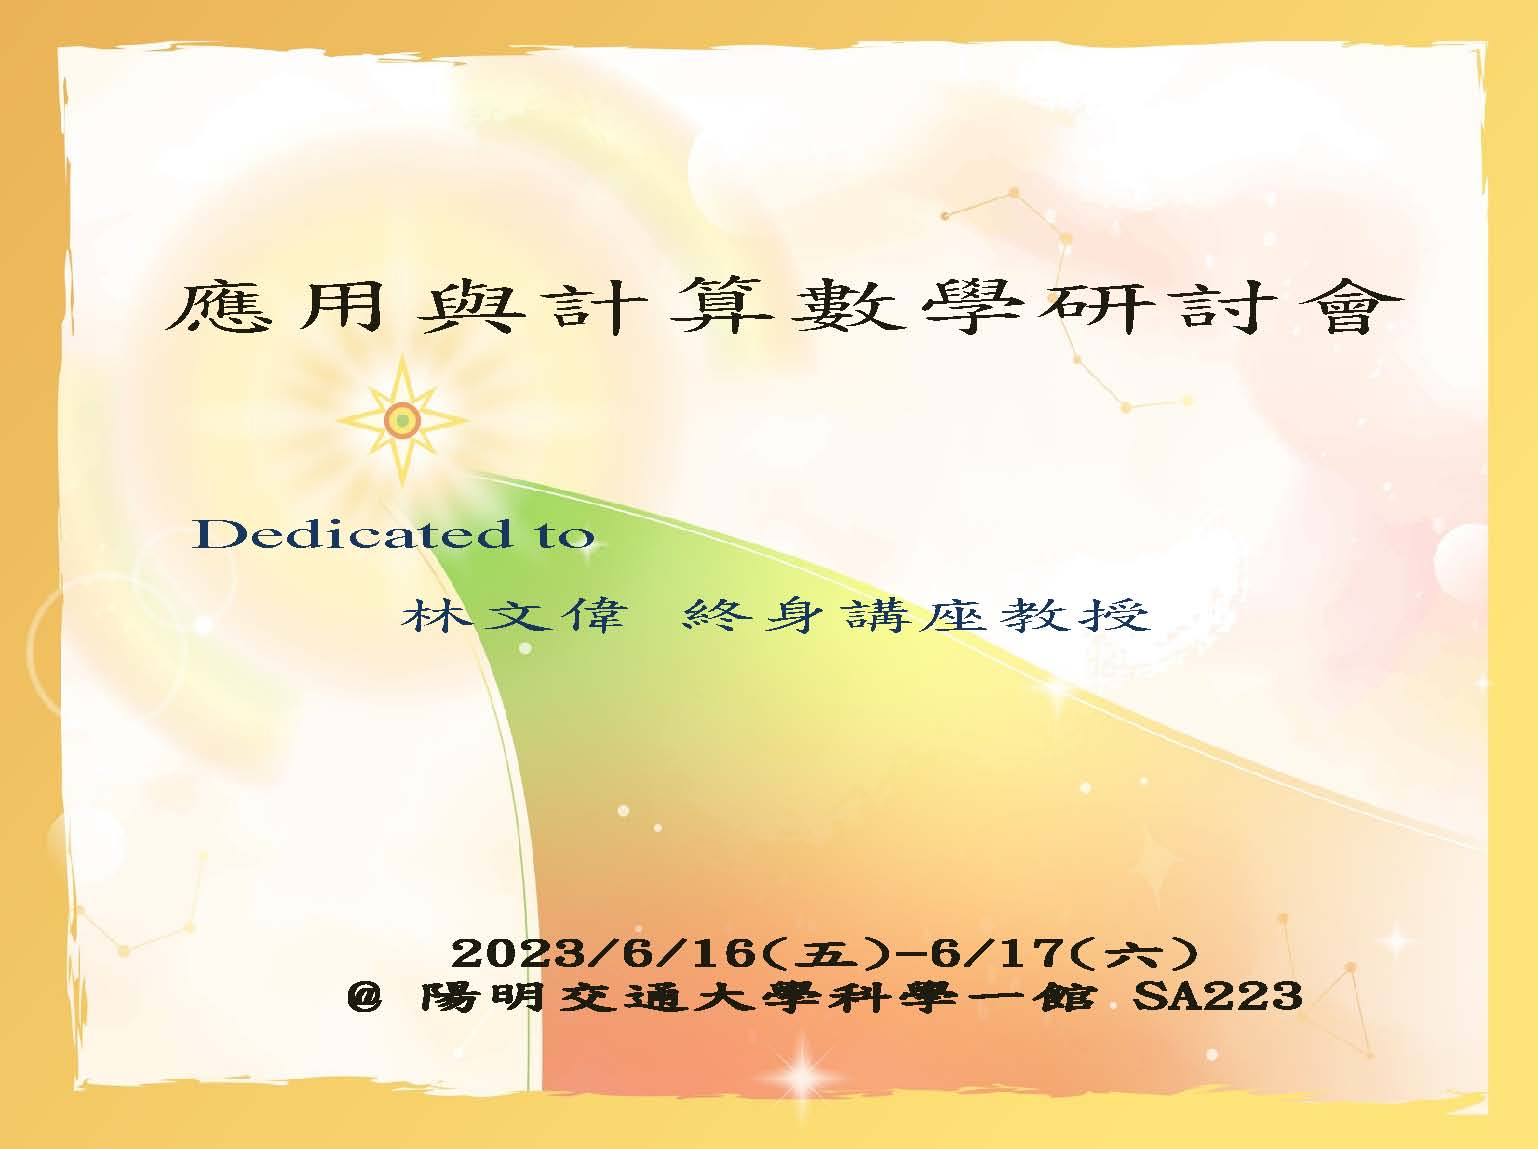 應用與計算數學研討會
Dedicated to
林文偉 終身講座教授
2023/6/16(五)-6/17(六)
@ 陽明交通大學科學一館 SA223